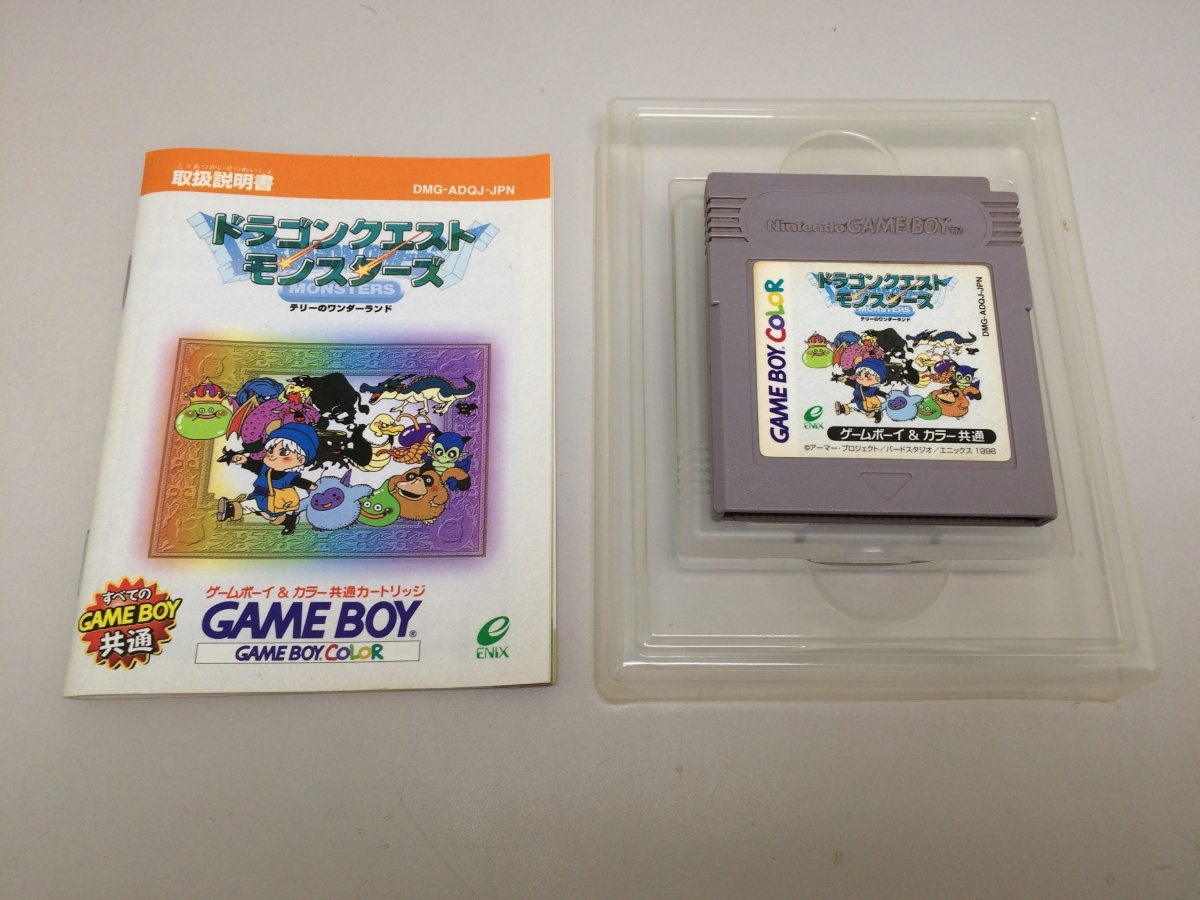 とりあつかいせつめいしょ
取扱説明書
DMG-ADQJ-JPN
ドラゴンクエスト
モンスターズ
MONSTERS
テリーのワンダーランド
すべての
GAME BOY
共通
ゲームボーイ & カラー共通カートリッジ
GAME BOY®
GAME BOY COLOR
ENIX
Nintendo GAME BOY TM
GAME BOY COLOR
ドラゴンクエスト
モンスターズ
MONSTERS
テリーのワンダーランド
DMG-ADQJ-JPN
ENIX
ゲームボーイ & カラー共通
©アーマー・プロジェクト/バードスタジオ/エニックス 1998